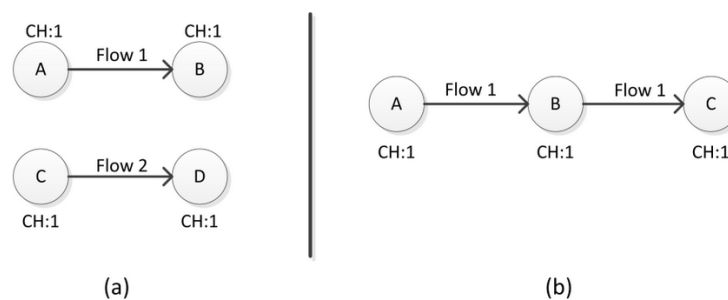 CH:1 CH:1
A Flow 1 B
C Flow 2 D
CH:1 CH:1
(a)
A Flow 1 B Flow 1 C
CH:1 CH:1 CH:1
(b)